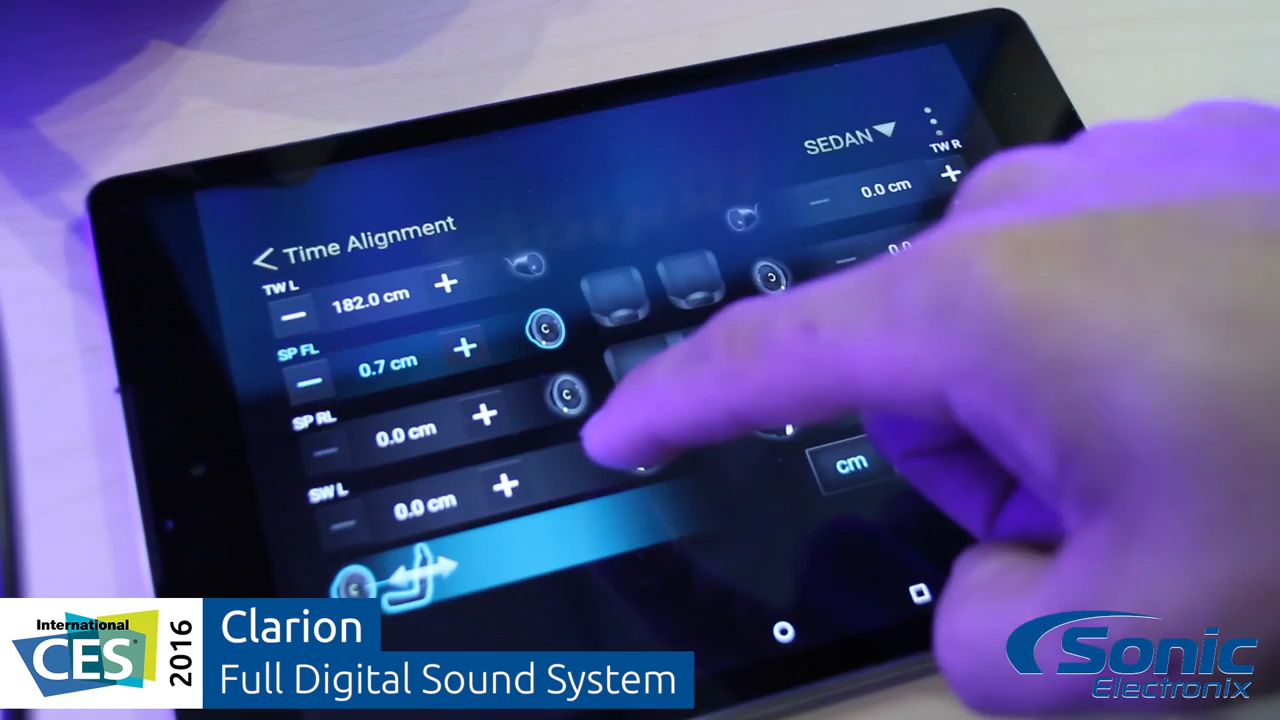 SEDAN
TW R
0.0 cm
Time Alignment
TW L
182.0 cm
SP FL
0.7 cm
SP RL
0.0 cm
SW L
0.0 cm
cm
C
C
C
C
International
CES
2016
Clarion
Full Digital Sound System
Sonic
Electronix